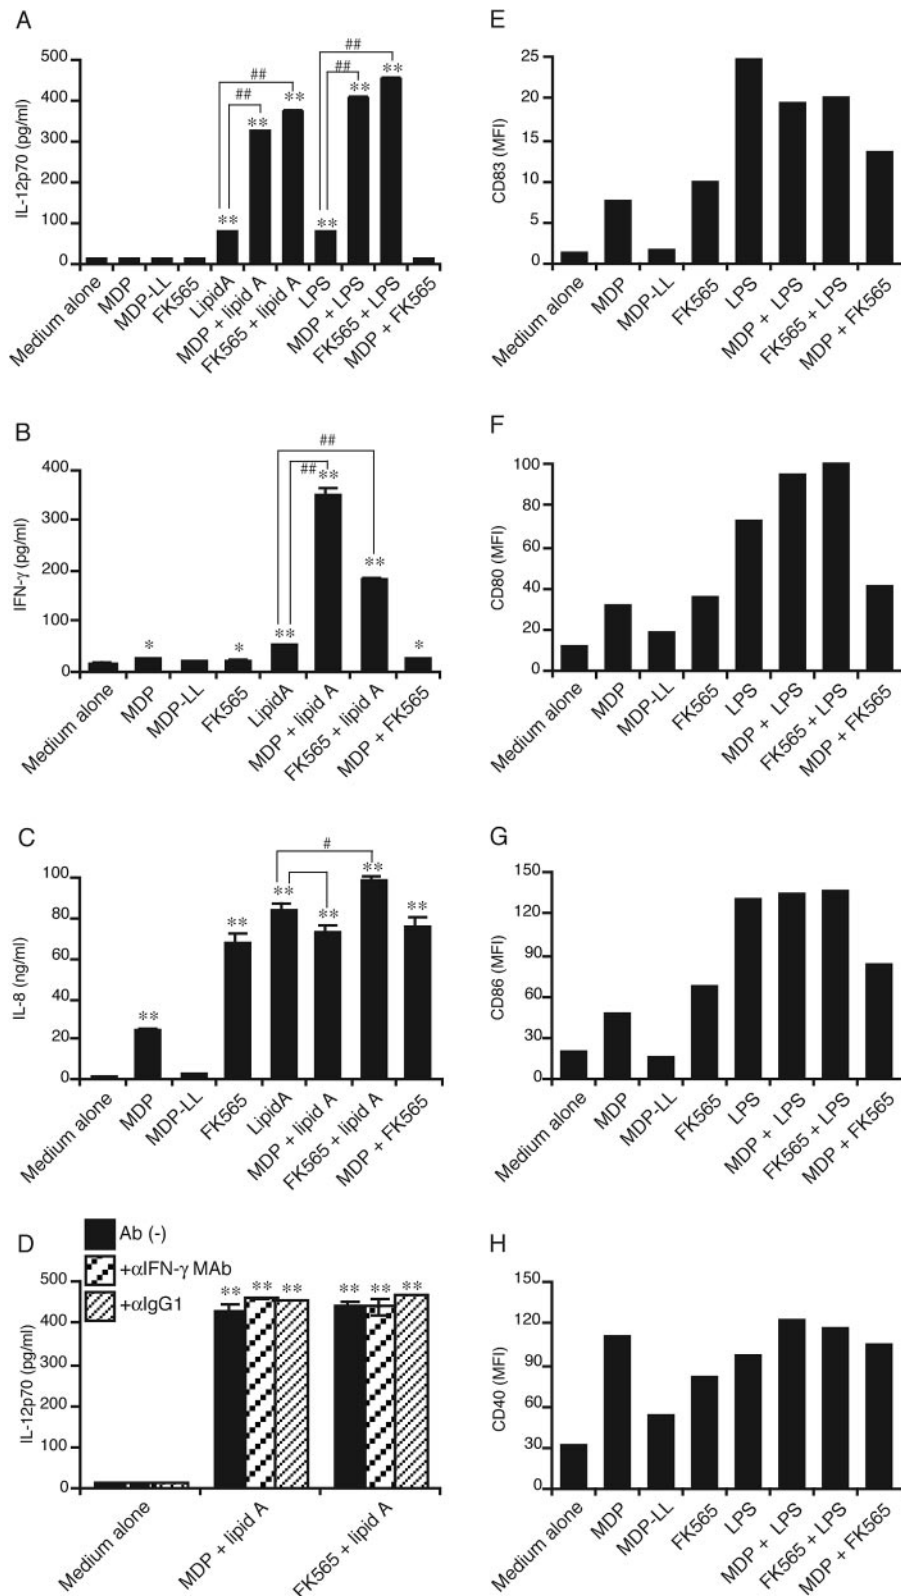 A
IL-12p70 (pg/ml)
500
400
300
200
100
0
##
##
##
##
**
**
**
**
**
**
Medium alone
MDP
MDP-LL
FK565
LipidA
MDP + lipid A
FK565 + lipid A
LPS
MDP + LPS
FK565 + LPS
MDP + FK565
B
IFN-γ (pg/ml)
400
300
200
100
0
##
##
**
**
**
*
*
*
Medium alone
MDP
MDP-LL
FK565
LipidA
MDP + lipid A
FK565 + lipid A
MDP + FK565
C
IL-8 (ng/ml)
100
80
60
40
20
0
#
**
**
**
**
**
**
Medium alone
MDP
MDP-LL
FK565
LipidA
MDP + lipid A
FK565 + lipid A
MDP + FK565
D
Ab (-)
+αIFN-γ MAb
+αIgG1
IL-12p70 (pg/ml)
500
400
300
200
100
0
**
**
**
**
**
**
Medium alone
MDP + lipid A
FK565 + lipid A
E
CD83 (MFI)
25
20
15
10
5
0
Medium alone
MDP
MDP-LL
FK565
LPS
MDP + LPS
FK565 + LPS
MDP + FK565
F
CD80 (MFI)
100
80
60
40
20
0
Medium alone
MDP
MDP-LL
FK565
LPS
MDP + LPS
FK565 + LPS
MDP + FK565
G
CD86 (MFI)
150
120
90
60
30
0
Medium alone
MDP
MDP-LL
FK565
LPS
MDP + LPS
FK565 + LPS
MDP + FK565
H
CD40 (MFI)
150
120
90
60
30
0
Medium alone
MDP
MDP-LL
FK565
LPS
MDP + LPS
FK565 + LPS
MDP + FK565